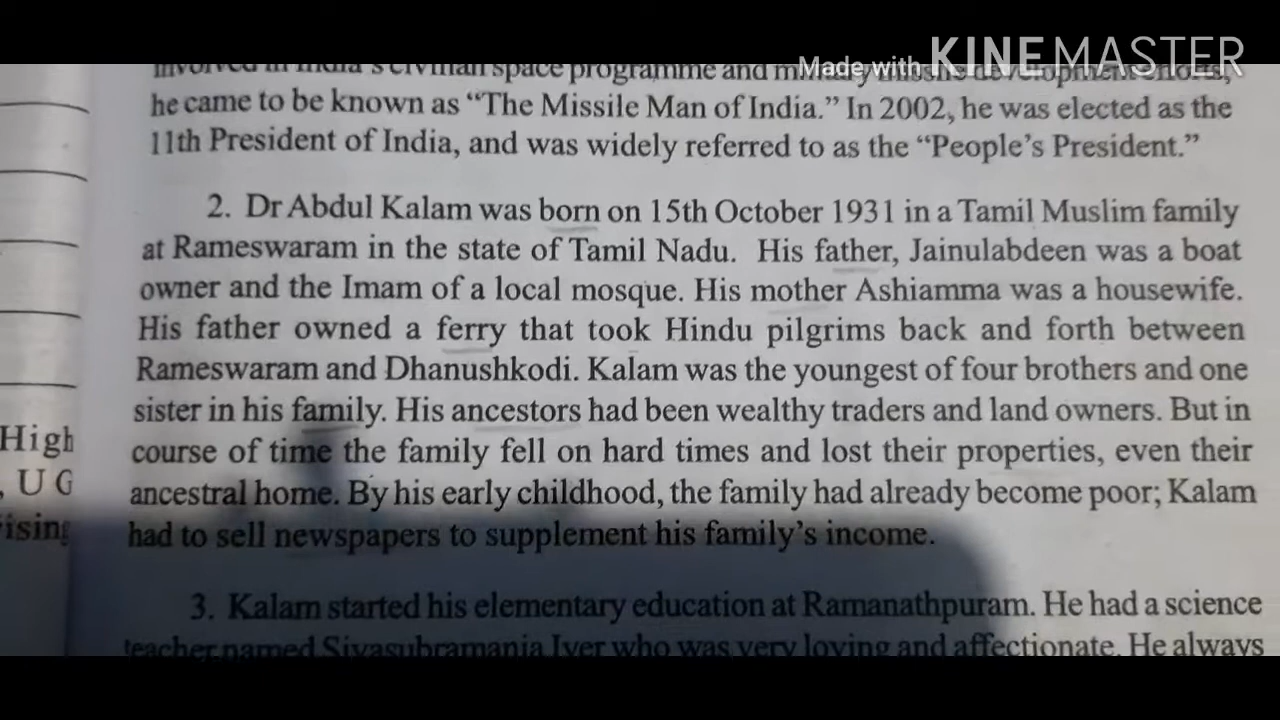 Made with KINEMASTER
involved in India's civilian space programme and
he came to be known as “The Missile Man of India.” In 2002, he was elected as the
11th President of India, and was widely referred to as the “People’s President.”
2. Dr Abdul Kalam was born on 15th October 1931 in a Tamil Muslim family
at Rameswaram in the state of Tamil Nadu. His father, Jainulabdeen was a boat
owner and the Imam of a local mosque. His mother Ashiamma was a housewife.
His father owned a ferry that took Hindu pilgrims back and forth between
Rameswaram and Dhanushkodi. Kalam was the youngest of four brothers and one
sister in his family. His ancestors had been wealthy traders and land owners. But in
course of time the family fell on hard times and lost their properties, even their
ancestral home. By his early childhood, the family had already become poor; Kalam
had to sell newspapers to supplement his family’s income.
3. Kalam started his elementary education at Ramanathpuram. He had a science
teacher named Sivasubramania Iyer who was very loving and affectionate. He always
High
, U G
ising